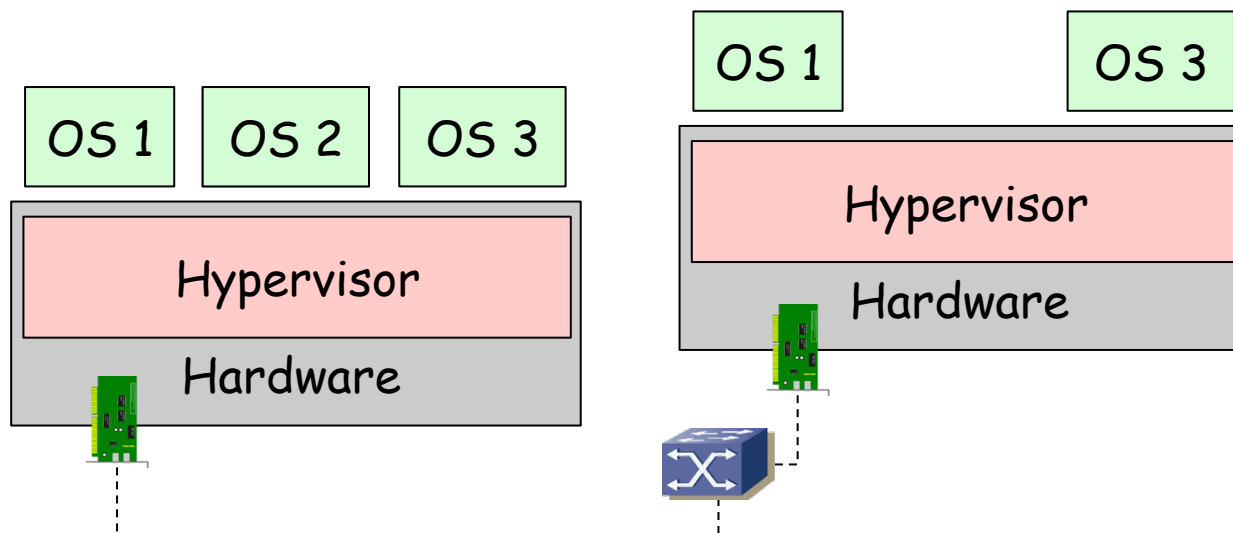 OS 1 OS 2 OS 3
Hypervisor
Hardware
OS 1 OS 3
Hypervisor
Hardware